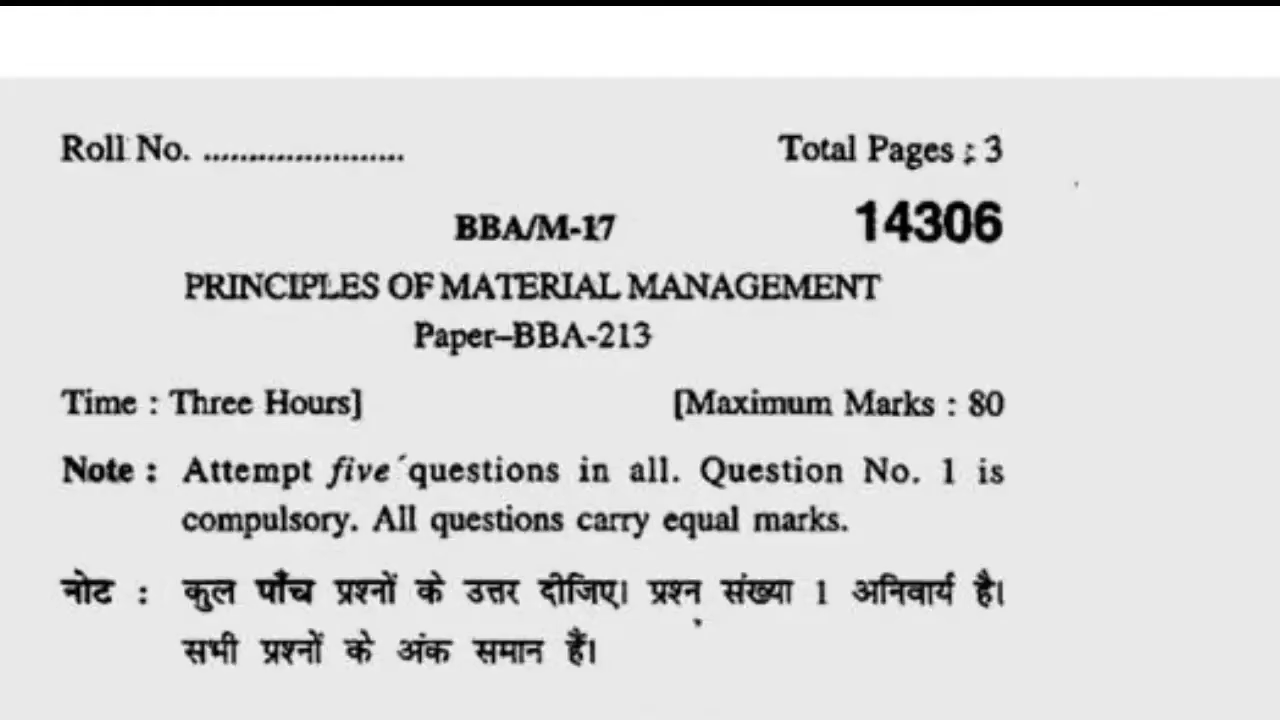 Roll No. ......................
Total Pages : 3
BBA/M-17
14306
PRINCIPLES OF MATERIAL MANAGEMENT
Paper–BBA-213
Time : Three Hours]
[Maximum Marks : 80
Note : Attempt five questions in all. Question No. 1 is
compulsory. All questions carry equal marks.
नोट : कुल पाँच प्रश्नों के उत्तर दीजिए। प्रश्न संख्या 1 अनिवार्य है।
सभी प्रश्नों के अंक समान हैं।